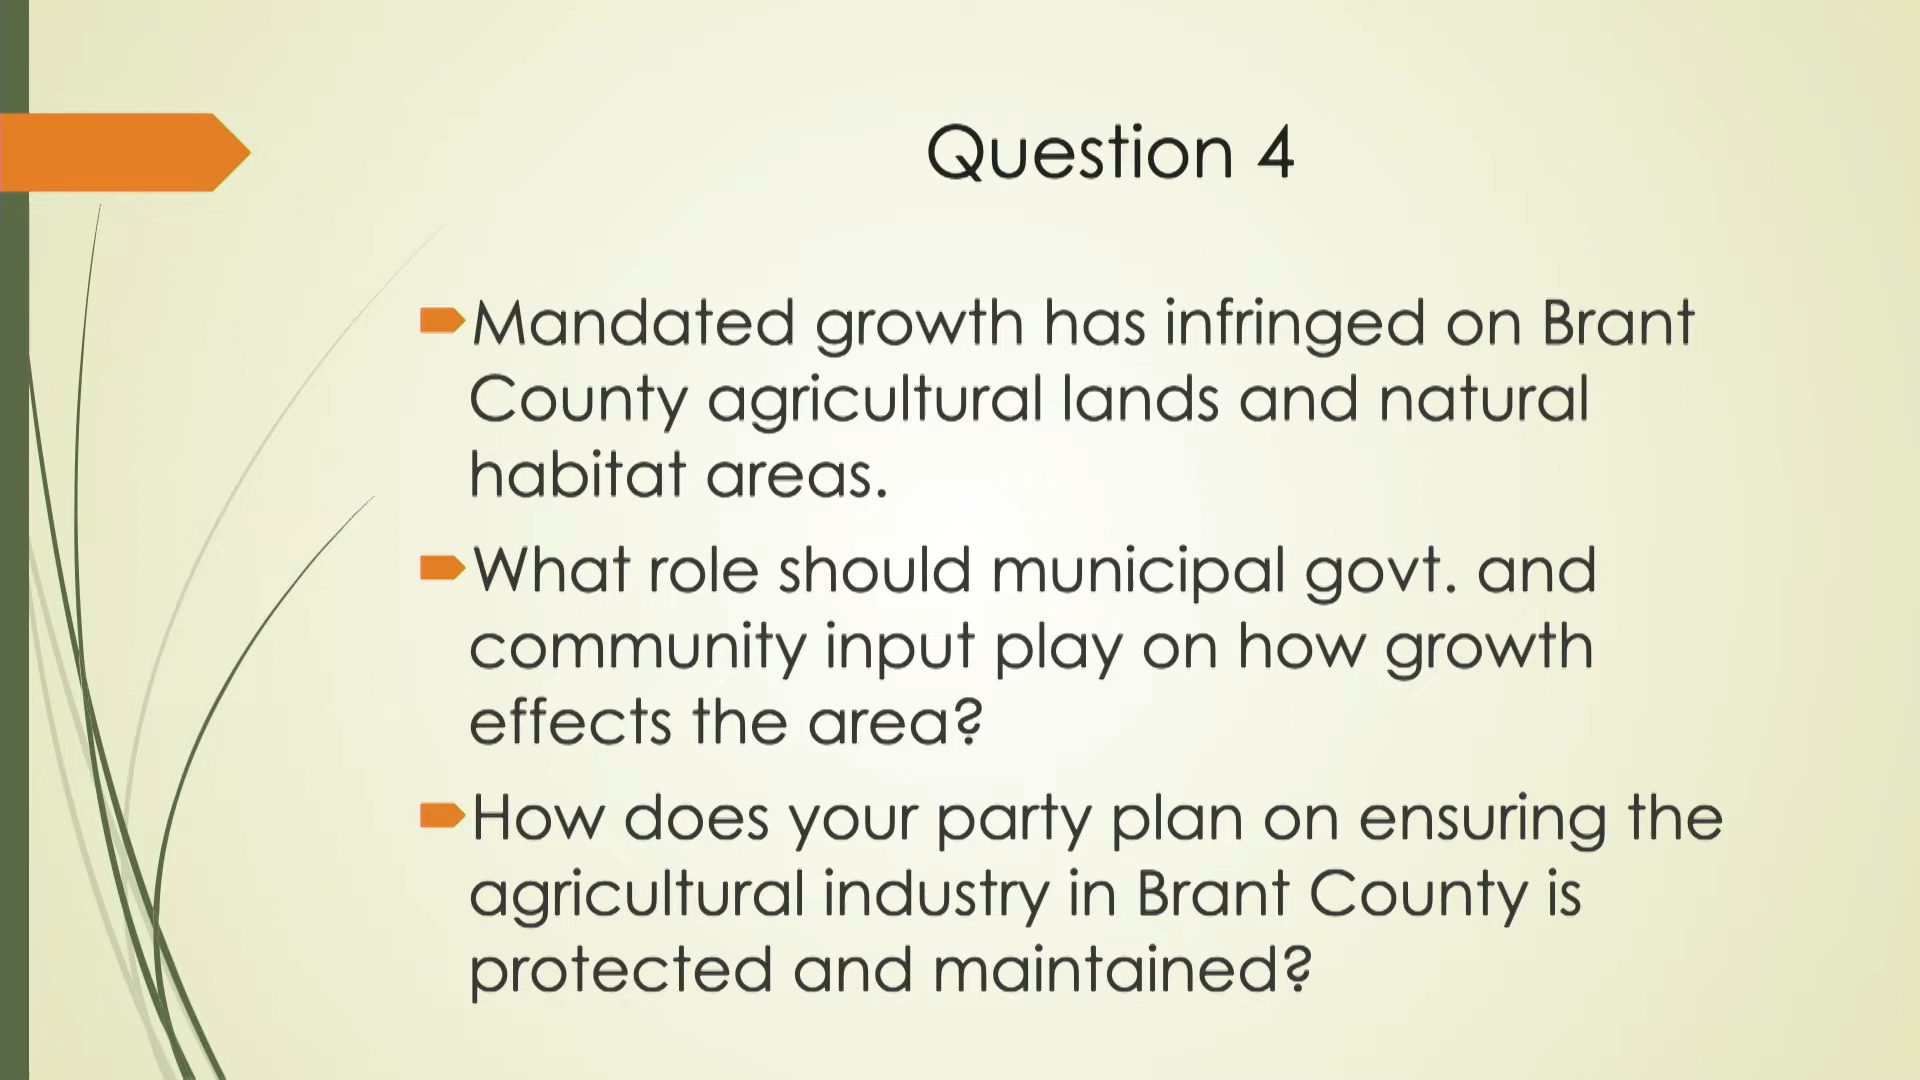 Question 4
Mandated growth has infringed on Brant
County agricultural lands and natural
habitat areas.
What role should municipal govt. and
community input play on how growth
effects the area?
How does your party plan on ensuring the
agricultural industry in Brant County is
protected and maintained?